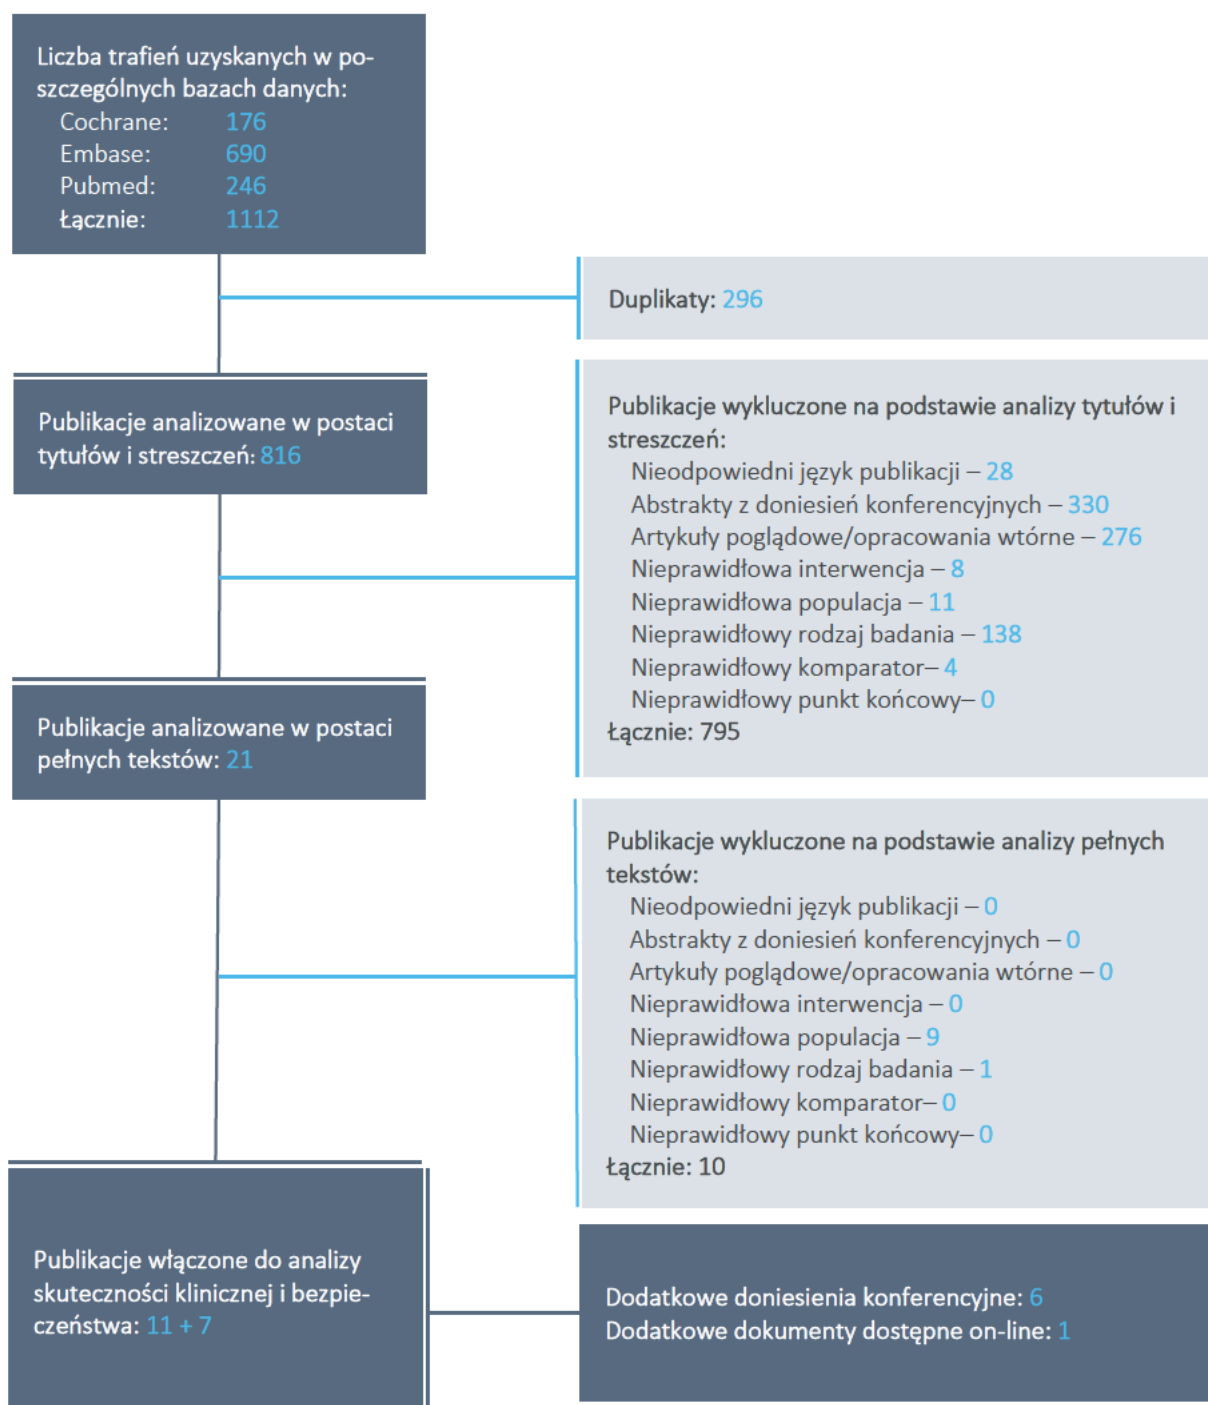 Liczba trafień uzyskanych w po-
szczególnych bazach danych:
Cochrane: 176
Embase: 690
Pubmed: 246
Łącznie: 1112
Duplikaty: 296
Publikacje analizowane w postaci
tytułów i streszczeń: 816
Publikacje wykluczone na podstawie analizy tytułów i
streszczeń:
Nieodpowiedni język publikacji – 28
Abstrakty z doniesień konferencyjnych – 330
Artykuły poglądowe/opracowania wtórne – 276
Nieprawidłowa interwencja – 8
Nieprawidłowa populacja – 11
Nieprawidłowy rodzaj badania – 138
Nieprawidłowy komparator– 4
Nieprawidłowy punkt końcowy– 0
Łącznie: 795
Publikacje analizowane w postaci
pełnych tekstów: 21
Publikacje wykluczone na podstawie analizy pełnych
tekstów:
Nieodpowiedni język publikacji – 0
Abstrakty z doniesień konferencyjnych – 0
Artykuły poglądowe/opracowania wtórne – 0
Nieprawidłowa interwencja – 0
Nieprawidłowa populacja – 9
Nieprawidłowy rodzaj badania – 1
Nieprawidłowy komparator– 0
Nieprawidłowy punkt końcowy– 0
Łącznie: 10
Publikacje włączone do analizy
skuteczności klinicznej i bezpie-
czeństwa: 11 + 7
Dodatkowe doniesienia konferencyjne: 6
Dodatkowe dokumenty dostępne on-line: 1